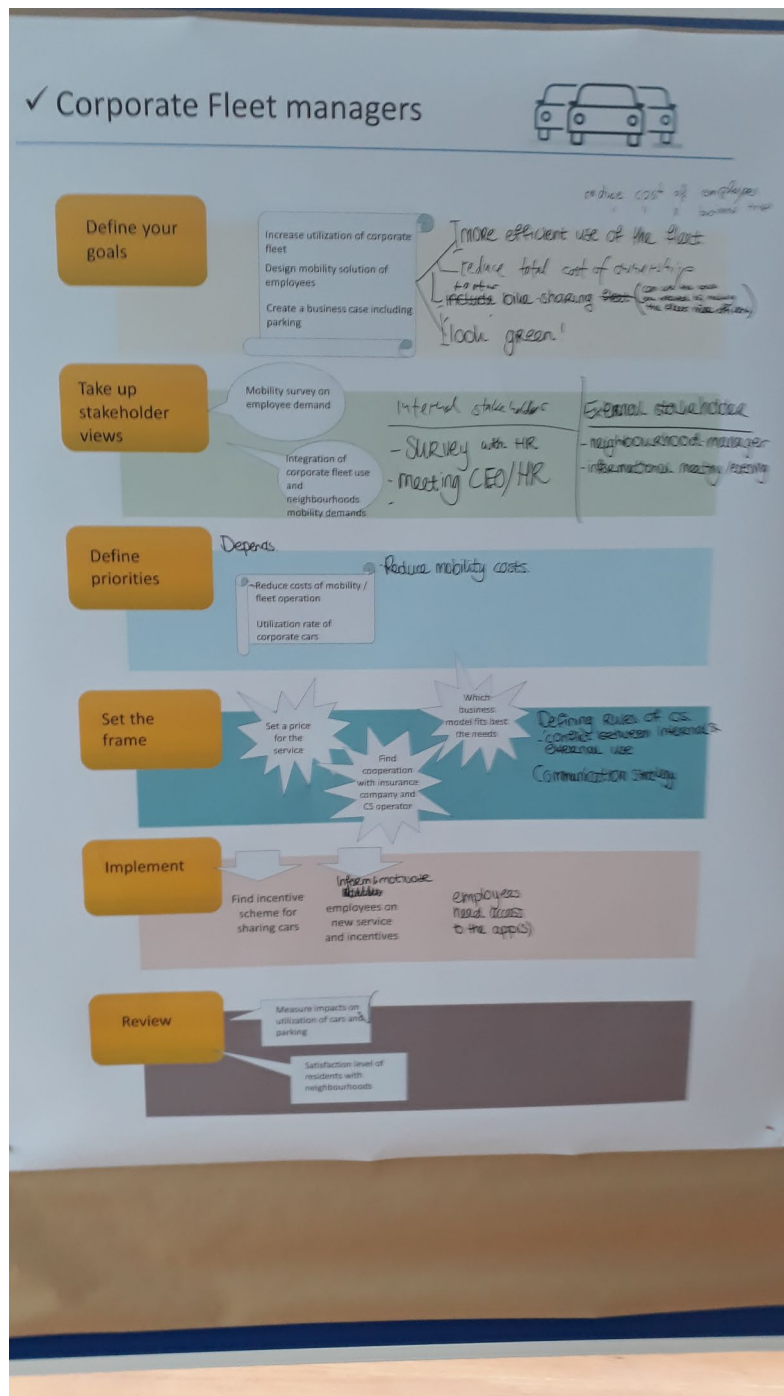 ✓ Corporate Fleet managers
reduce cost of employees
Define your
goals
Increase utilization of corporate
fleet
Design mobility solution of
employees
Create a business case including
parking
more efficient use of the fleet
reduce total cost of ownership
bike sharing
"look green"
Take up
stakeholder
views
Mobility survey on
employee demand
Integration of
corporate fleet use
and
neighbourhoods
mobility demands
Internal stakeholders
- Survey with HR
- Meeting CEO/HR
-
External stakeholder
- neighbourhood manager
- informational meeting/
Define
priorities
Depends
Reduce costs of mobility /
fleet operation
Utilization rate of
corporate cars
- Reduce mobility costs.
Set the
frame
Set a price
for the
service
Find
cooperation
with insurance
company and
CS operator
Which
business
model fits best
the needs
Defining Rules of CS
- conflict between internal &
external use
Communication strategy
Implement
Find incentive
scheme for
sharing cars
Inform & motivate
employees on
new service
and incentives
employees
need access
to the app(s)
Review
Measure impacts on
utilization of cars and
parking
Satisfaction level of
residents with
neighbourhoods